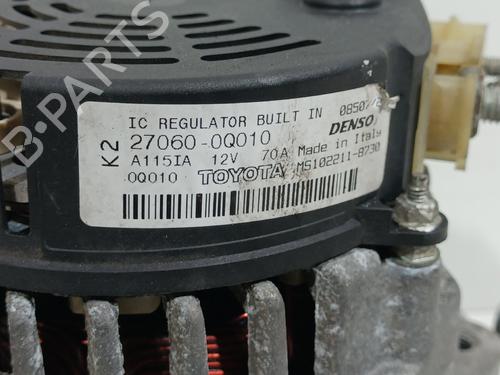 B-PARTS
IC REGULATOR BUILT IN
K2 27060-0Q010 DENSO
A115IA 12V 70A Made in Italy
0Q010 TOYOTA MS102211-8730